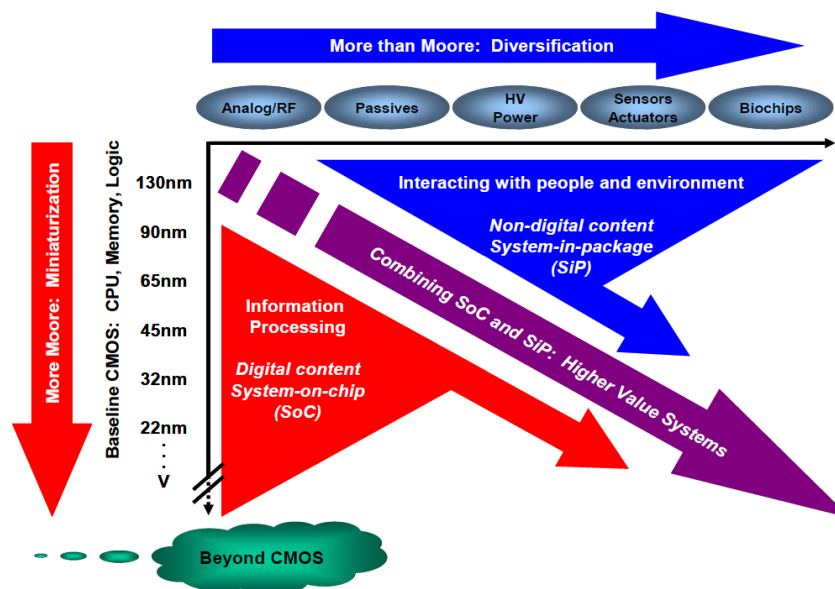 More than Moore: Diversification
Analog/RF
Passives
HV
Power
Sensors
Actuators
Biochips
More Moore: Miniaturization
Baseline CMOS: CPU, Memory, Logic
130nm
90nm
65nm
45nm
32nm
22nm
.
.
.
V
Interacting with people and environment
Non-digital content
System-in-package
(SiP)
Combining SoC and SiP: Higher Value Systems
Information
Processing
Digital content
System-on-chip
(SoC)
Beyond CMOS